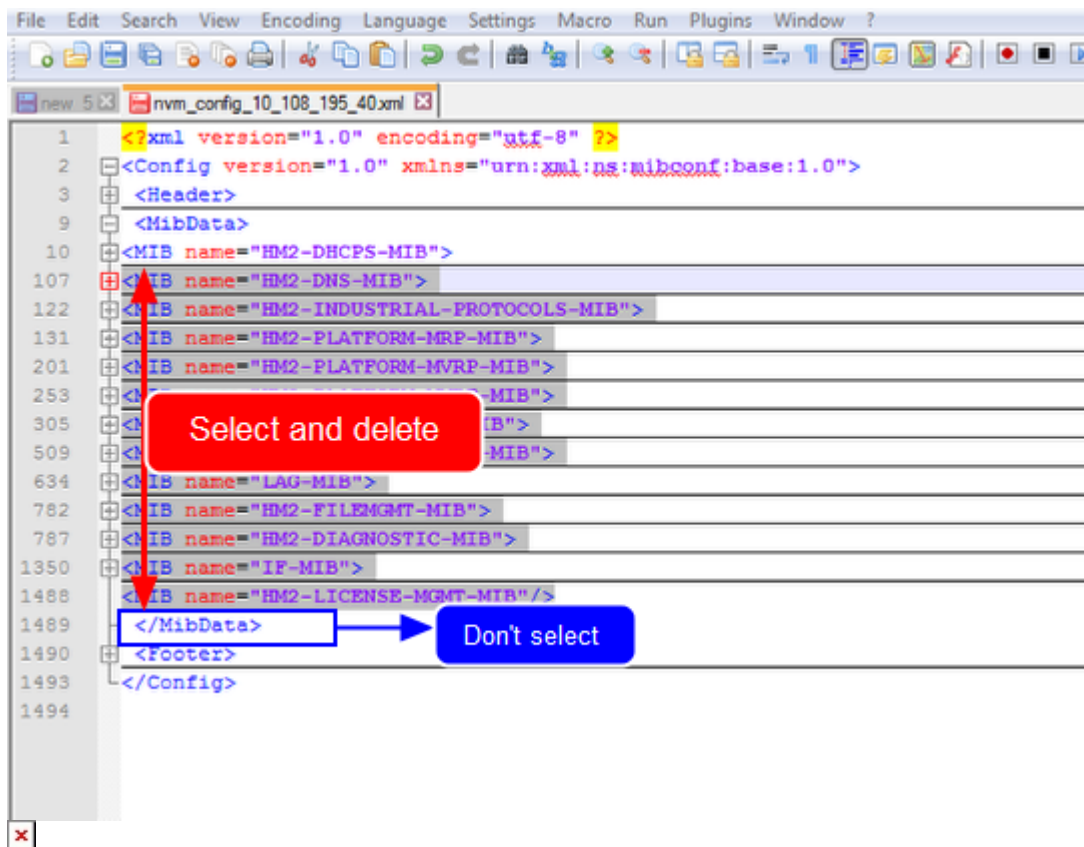 File Edit Search View Encoding Language Settings Macro Run Plugins Window ?
new 5 nvm_config_10_108_195_40.xml
1 <?xml version="1.0" encoding="utf-8" ?>
2 <Config version="1.0" xmlns="urn:xml:ns:mibconf:base:1.0">
3 <Header>
9 <MibData>
10 <MIB name="HM2-DHCPS-MIB">
107 <MIB name="HM2-DNS-MIB">
122 <MIB name="HM2-INDUSTRIAL-PROTOCOLS-MIB">
131 <MIB name="HM2-PLATFORM-MRP-MIB">
201 <MIB name="HM2-PLATFORM-MVRP-MIB">
253 -MIB">
305 IB">
Select and delete
509 -MIB">
634 <MIB name="LAG-MIB">
782 <MIB name="HM2-FILEMGMT-MIB">
787 <MIB name="HM2-DIAGNOSTIC-MIB">
1350 <MIB name="IF-MIB">
1488 <MIB name="HM2-LICENSE-MGMT-MIB"/>
1489 </MibData>
Don't select
1490 <Footer>
1493 </Config>
1494